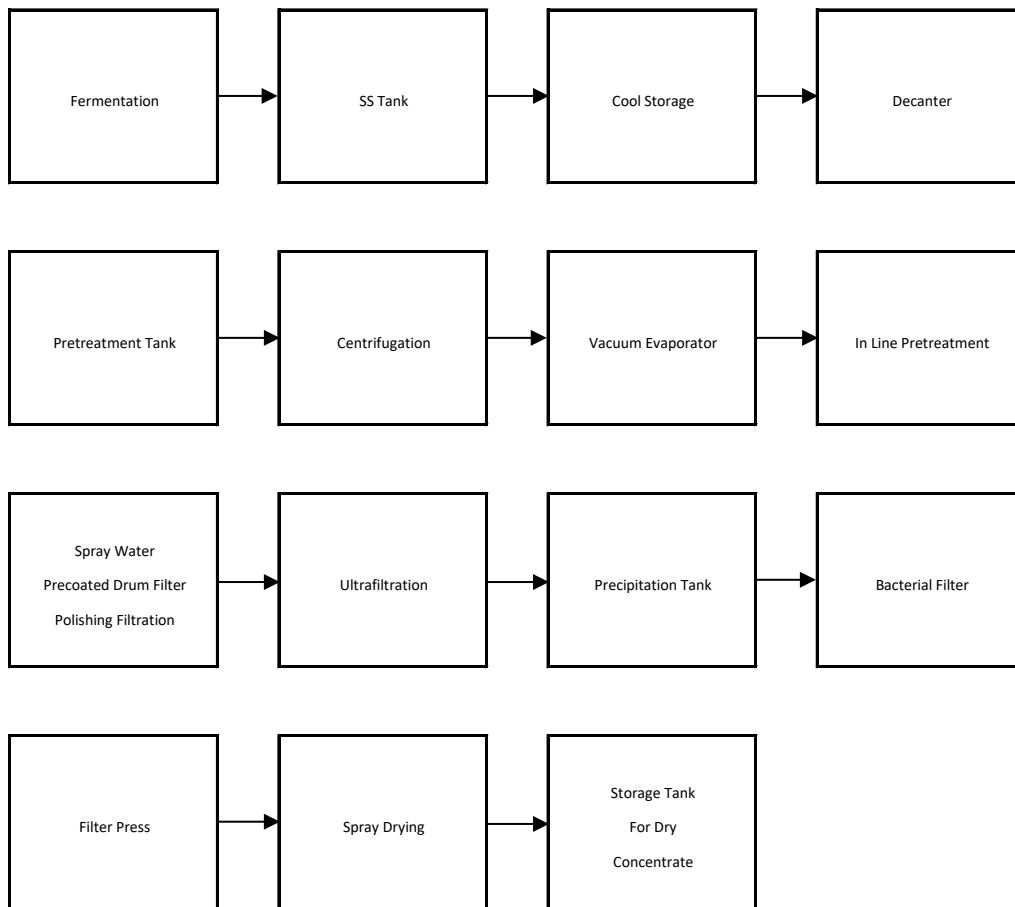 Fermentation
SS Tank
Cool Storage
Decanter
Pretreatment Tank
Centrifugation
Vacuum Evaporator
In Line Pretreatment
Spray Water
Precoated Drum Filter
Polishing Filtration
Ultrafiltration
Precipitation Tank
Bacterial Filter
Filter Press
Spray Drying
Storage Tank
For Dry
Concentrate